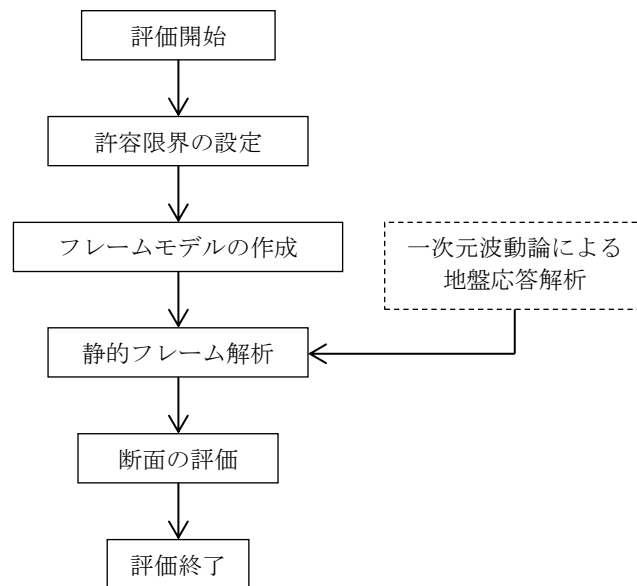 評価開始
許容限界の設定
フレームモデルの作成
一次元波動論による
地盤応答解析
静的フレーム解析
断面の評価
評価終了